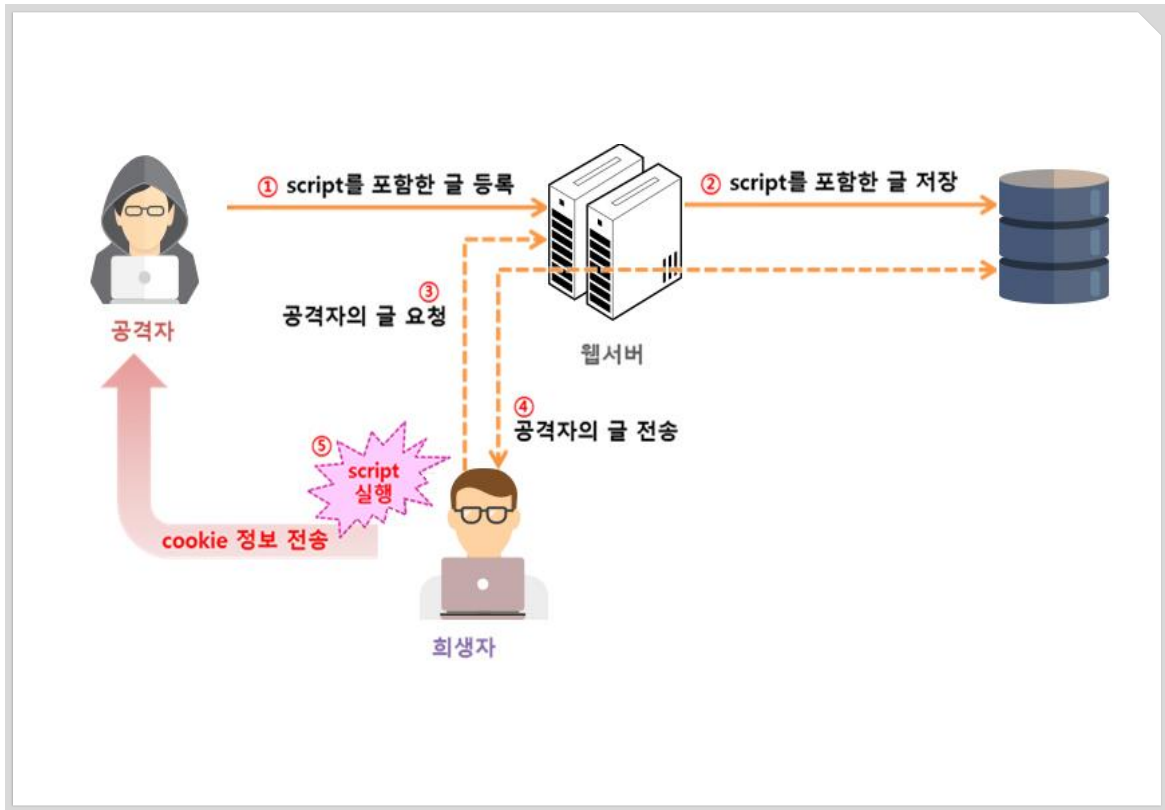 ① script를 포함한 글 등록
② script를 포함한 글 저장
③
공격자의 글 요청
공격자
웹서버
④
공격자의 글 전송
⑤
script
실행
cookie 정보 전송
희생자